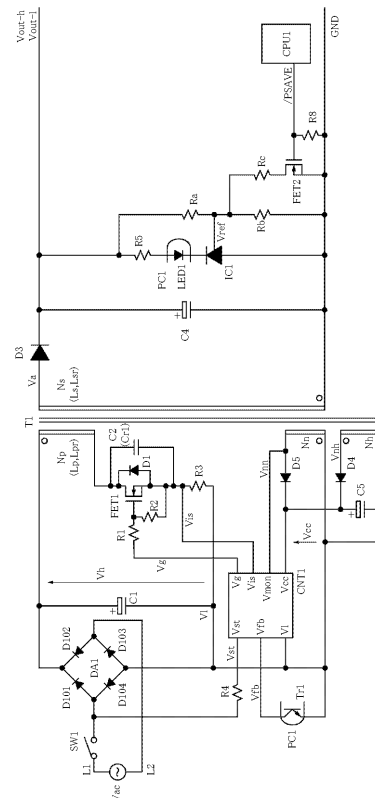 Vout-h
Vout-l
GND
CPU1
/PSAVE
R8
Rc
FET2
Ra
Rb
R5
Vref
PC1
LED1
IC1
C4
D3
Va
Ns
(Ls,Lsr)
T1
Np
(Lp,Lpr)
C2
(Cr1)
D1
FET1
R2
R3
R1
Vis
Vg
Vnn
Nn
D5
Vnh
D4
Nh
C5
Vcc
Vh
C1
Vl
Vg
Vis
Vmon
Vcc
Vst
Vfb
Vl
CNT1
D102
D103
DA1
D101
D104
Vst
R4
Vfb
Tr1
PC1
SW1
L1
L2
Vac